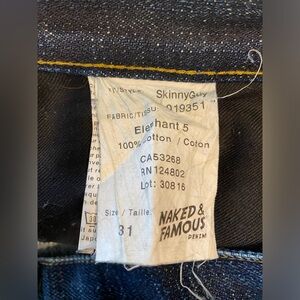 SkinnyGuy
FABRIC/TISSU: 019351
Elephant 5
100% Cotton / Coton
CA53268
RN 124802
Lot: 30816
Size / Taille:
31
NAKED &
FAMOUS
DENIM